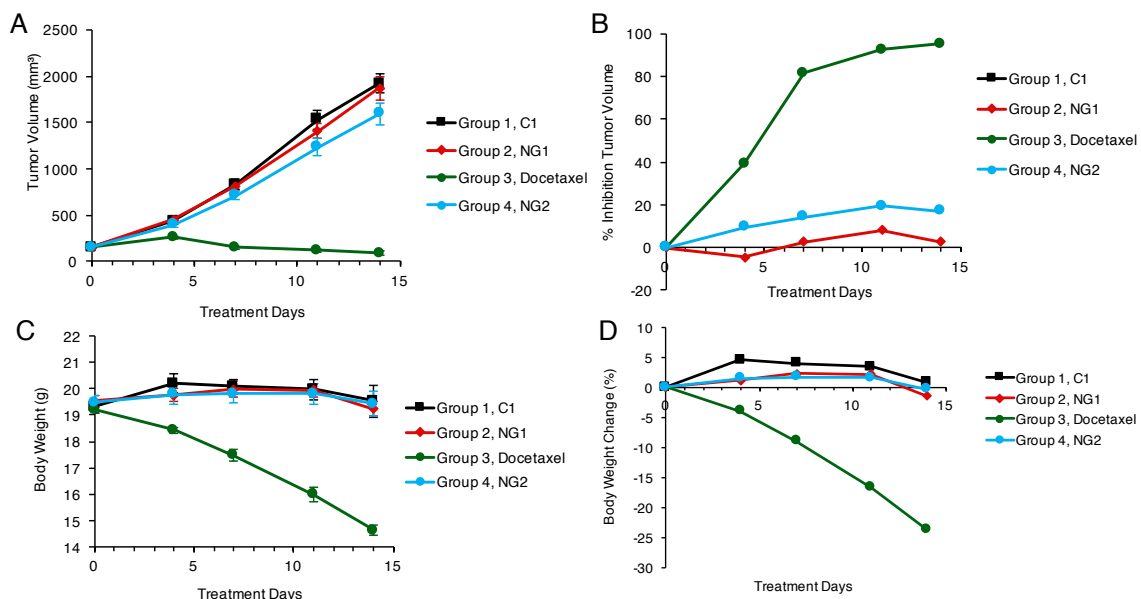 A
Tumor Volume (mm³)
2500
2000
1500
1000
500
0
0
5
10
15
Treatment Days
Group 1, C1
Group 2, NG1
Group 3, Docetaxel
Group 4, NG2
B
% Inhibition Tumor Volume
100
80
60
40
20
0
-20
0
5
10
15
Treatment Days
Group 1, C1
Group 2, NG1
Group 3, Docetaxel
Group 4, NG2
C
Body Weight (g)
22
21
20
19
18
17
16
15
14
0
5
10
15
Treatment Days
Group 1, C1
Group 2, NG1
Group 3, Docetaxel
Group 4, NG2
D
Body Weight Change (%)
10
5
0
-5
-10
-15
-20
-25
-30
0
5
10
15
Treatment Days
Group 1, C1
Group 2, NG1
Group 3, Docetaxel
Group 4, NG2